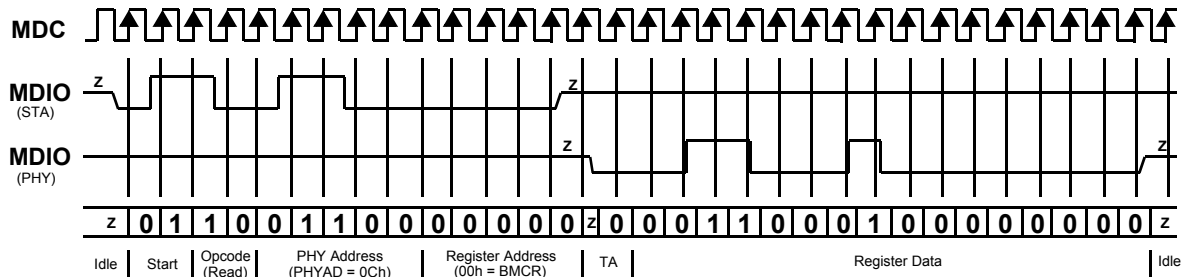 MDC
z
MDIO
(STA)
z
MDIO
(PHY)
z
z
z 0 1 1 0 0 1 1 0 0 0 0 0 0 0 z 0 0 0 1 1 0 0 0 1 0 0 0 0 0 0 0 0 z
Idle Start Opcode PHY Address Register Address TA Register Data Idle
(Read) (PHYAD = 0Ch) (00h = BMCR)